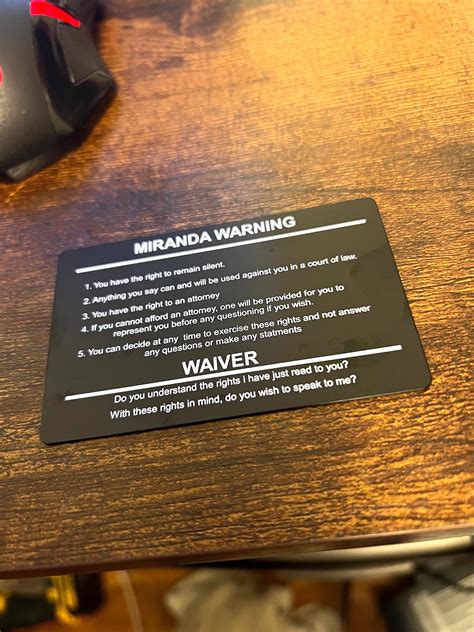 MIRANDA WARNING
1. You have the right to remain silent.
2. Anything you say can and will be used against you in a court of law.
3. You have the right to an attorney
4. If you cannot afford an attorney, one will be provided for you to
represent you before any questioning if you wish.
5. You can decide at any time to exercise these rights and not answer
any questions or make any statments
WAIVER
Do you understand the rights I have just read to you?
With these rights in mind, do you wish to speak to me?